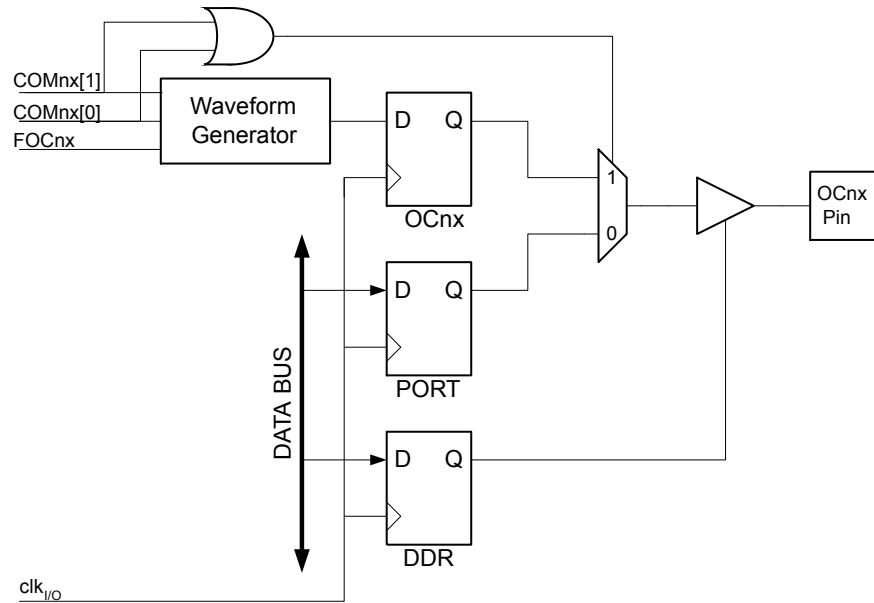 COMnx[1]
COMnx[0]
FOCnx
Waveform
Generator
D Q
OCnx
1
0
OCnx
Pin
D Q
PORT
DATA BUS
D Q
DDR
clkI/O